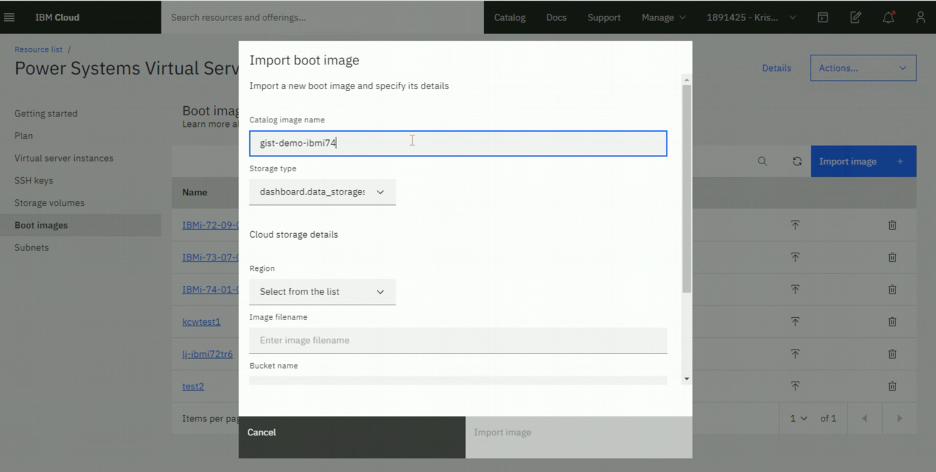 IBM Cloud
Search resources and offerings...
Catalog
Docs
Support
Manage
1891425 - Kris...
Resource list /
Power Systems Virtual Serv
Details
Actions...
Getting started
Plan
Virtual server instances
SSH keys
Storage volumes
Boot images
Subnets
Boot imag
Learn more a
Import image +
Name
IBMi-72-09-
IBMi-73-07-
IBMi-74-01-
kcwtest1
lj-ibmi72tr6
test2
Items per pa
1
of 1
Import boot image
Import a new boot image and specify its details
Catalog image name
gist-demo-ibmi74
Storage type
dashboard.data_storages
Cloud storage details
Region
Select from the list
Image filename
Enter image filename
Bucket name
Cancel
Import image